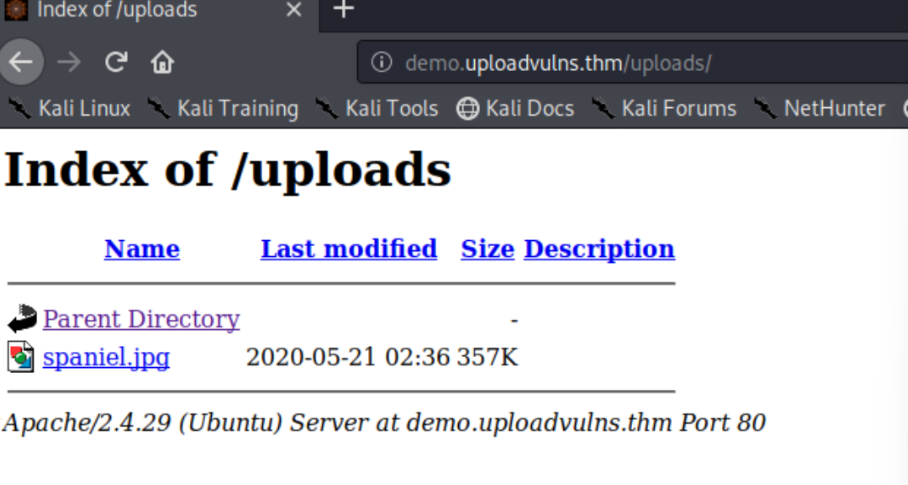 Index of /uploads
demo.uploadvulns.thm/uploads/
Kali Linux Kali Training Kali Tools Kali Docs Kali Forums NetHunter
Index of /uploads
Name Last modified Size Description
Parent Directory -
spaniel.jpg 2020-05-21 02:36 357K
Apache/2.4.29 (Ubuntu) Server at demo.uploadvulns.thm Port 80